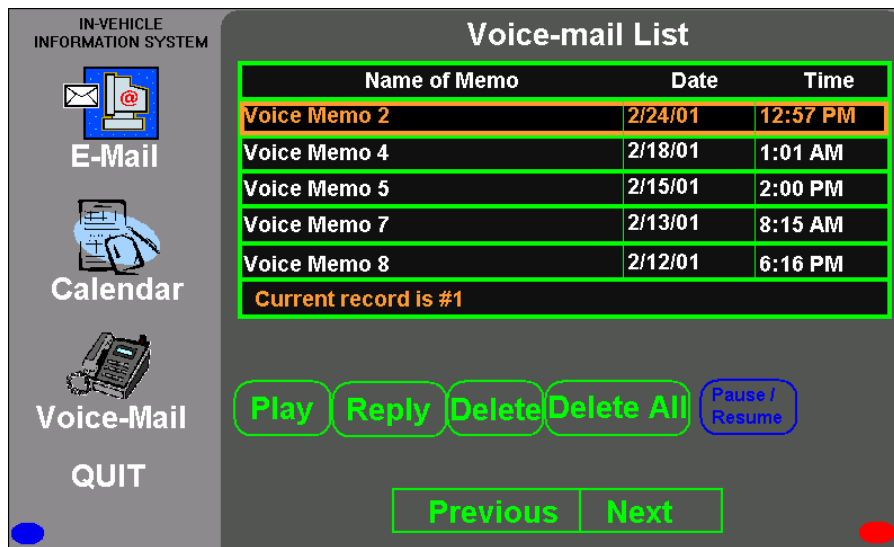 IN-VEHICLE
INFORMATION SYSTEM
@
E-Mail
Calendar
Voice-Mail
QUIT
Voice-mail List
Name of Memo Date Time
Voice Memo 2 2/24/01 12:57 PM
Voice Memo 4 2/18/01 1:01 AM
Voice Memo 5 2/15/01 2:00 PM
Voice Memo 7 2/13/01 8:15 AM
Voice Memo 8 2/12/01 6:16 PM
Current record is #1
Play Reply Delete Delete All Pause /
Resume
Previous Next